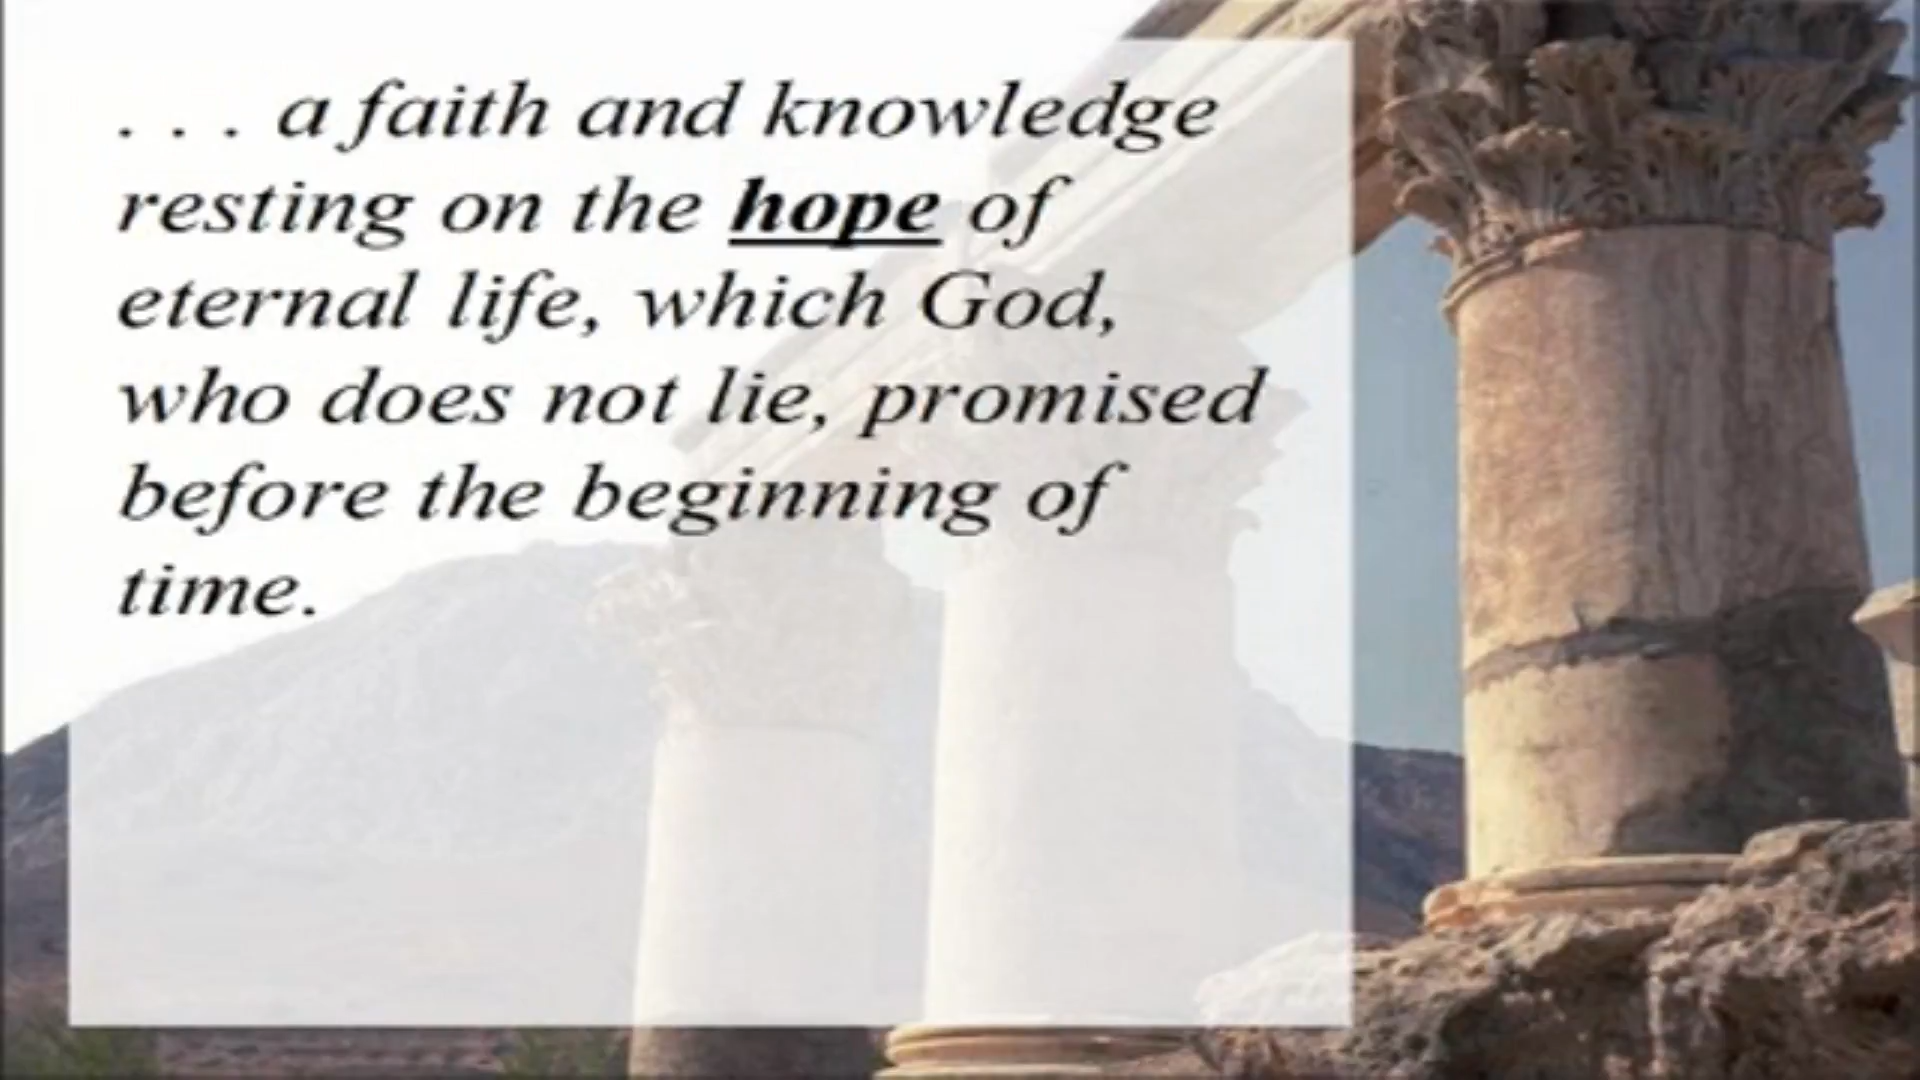 . . . a faith and knowledge
resting on the hope of
eternal life, which God,
who does not lie, promised
before the beginning of
time.